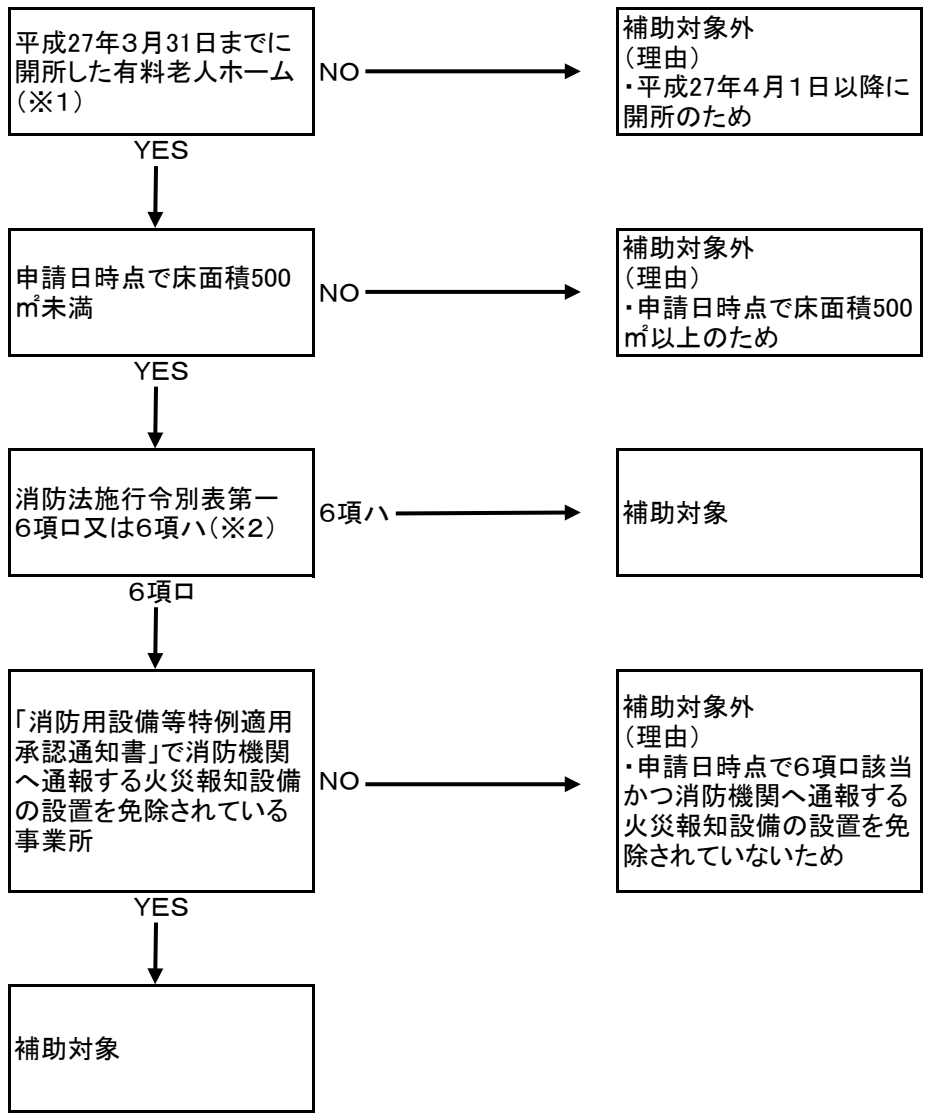 平成27年３月31日までに
開所した有料老人ホーム
（※１）
NO
補助対象外
（理由）
・平成27年４月１日以降に
開所のため
YES
申請日時点で床面積500
㎡未満
NO
補助対象外
（理由）
・申請日時点で床面積500
㎡以上のため
YES
消防法施行令別表第一
６項ロ又は６項ハ（※２）
６項ハ
補助対象
６項ロ
「消防用設備等特例適用
承認通知書」で消防機関
へ通報する火災報知設備
の設置を免除されている
事業所
NO
補助対象外
（理由）
・申請日時点で６項ロ該当
かつ消防機関へ通報する
火災報知設備の設置を免
除されていないため
YES
補助対象